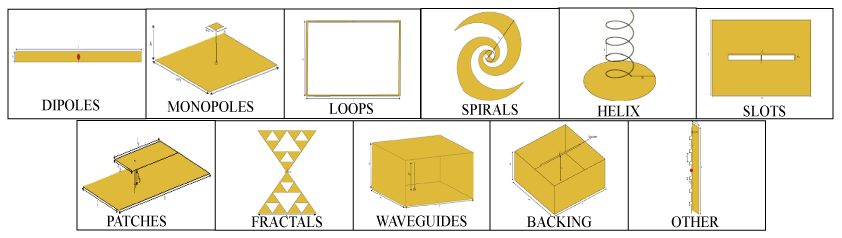 DIPOLES
MONOPOLES
LOOPS
SPIRALS
HELIX
SLOTS
PATCHES
FRACTALS
WAVEGUIDES
BACKING
OTHER